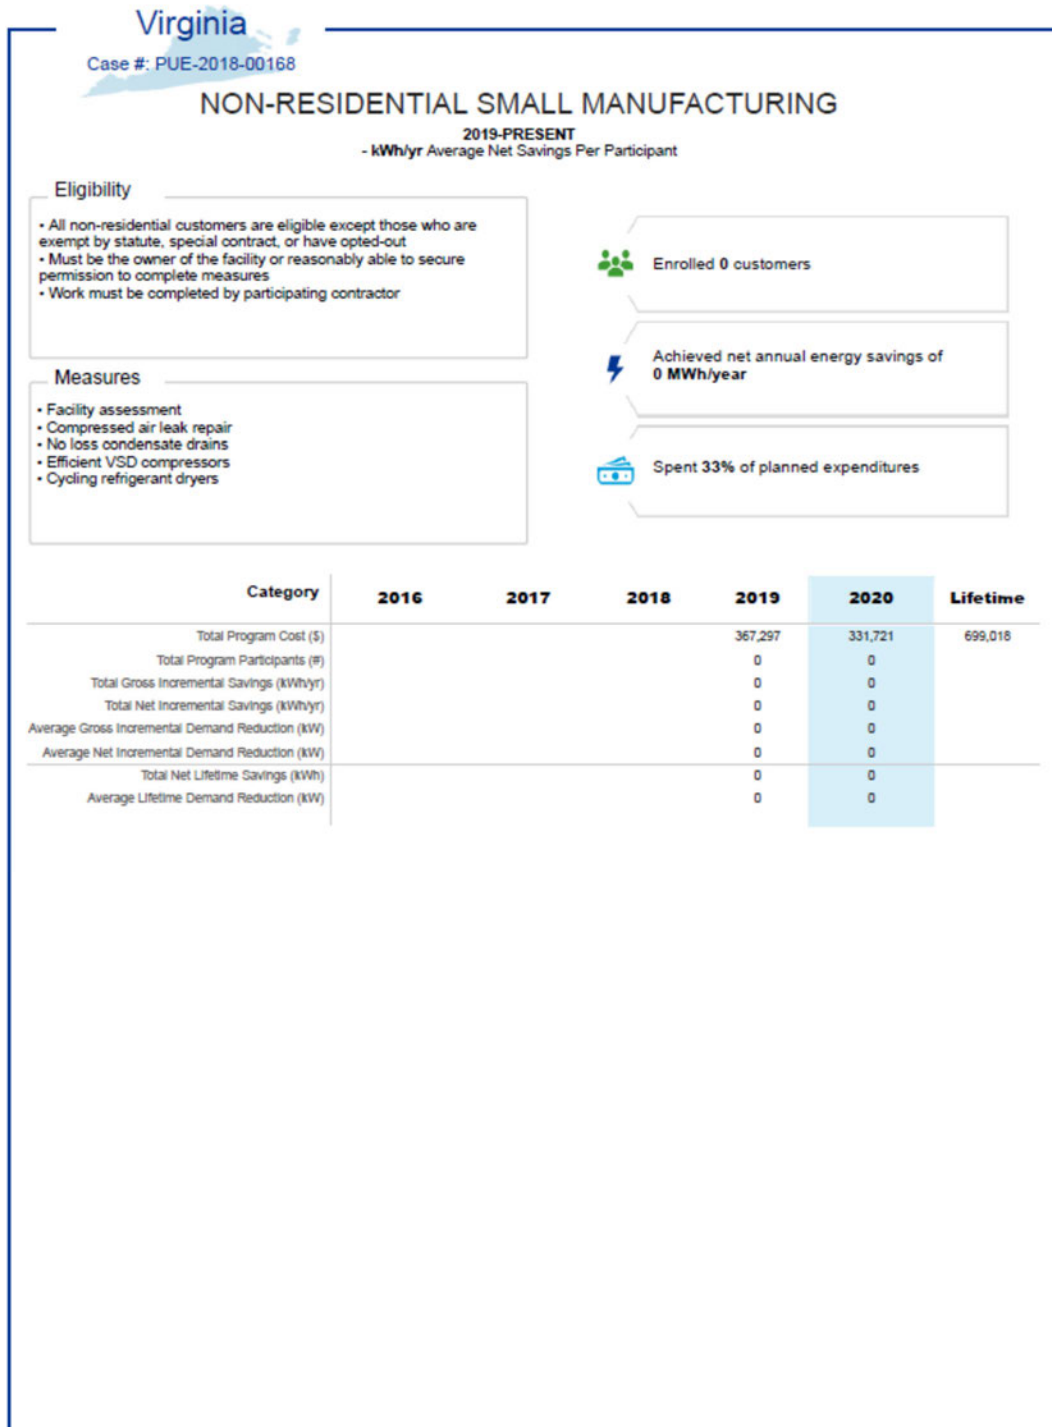 Virginia
Case #: PUE-2018-00168
NON-RESIDENTIAL SMALL MANUFACTURING
2019-PRESENT
- kWh/yr Average Net Savings Per Participant
Eligibility
• All non-residential customers are eligible except those who are
exempt by statute, special contract, or have opted-out
• Must be the owner of the facility or reasonably able to secure
permission to complete measures
• Work must be completed by participating contractor
Measures
• Facility assessment
• Compressed air leak repair
• No loss condensate drains
• Efficient VSD compressors
• Cycling refrigerant dryers
Enrolled 0 customers
Achieved net annual energy savings of
0 MWh/year
Spent 33% of planned expenditures
Category 2016 2017 2018 2019 2020 Lifetime
Total Program Cost ($) 367,297 331,721 699,018
Total Program Participants (#) 0 0
Total Gross Incremental Savings (kWh/yr) 0 0
Total Net Incremental Savings (kWh/yr) 0 0
Average Gross Incremental Demand Reduction (kW) 0 0
Average Net Incremental Demand Reduction (kW) 0 0
Total Net Lifetime Savings (kWh) 0 0
Average Lifetime Demand Reduction (kW) 0 0